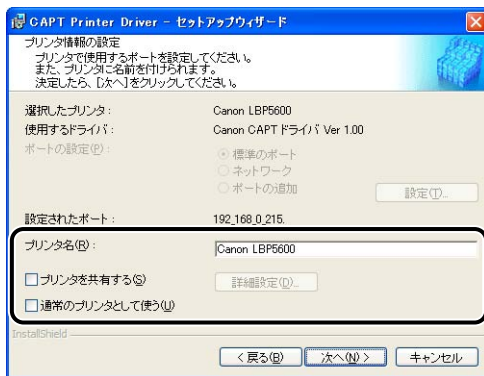 CAPT Printer Driver - セットアップウィザード
プリンタ情報の設定
プリンタで使用するポートを設定してください。
また、プリンタに名前を付けられます。
決定したら、[次へ]をクリックしてください。
選択したプリンタ: Canon LBP5600
使用するドライバ: Canon CAPT ドライバ Ver 1.00
ポートの設定(P): 標準のポート
ネットワーク
ポートの追加 設定(T)...
設定されたポート: 192_168_0_215.
プリンタ名(R): Canon LBP5600
プリンタを共有する(S) 詳細設定(D)...
通常のプリンタとして使う(U)
InstallShield
< 戻る(B) 次へ(N) > キャンセル